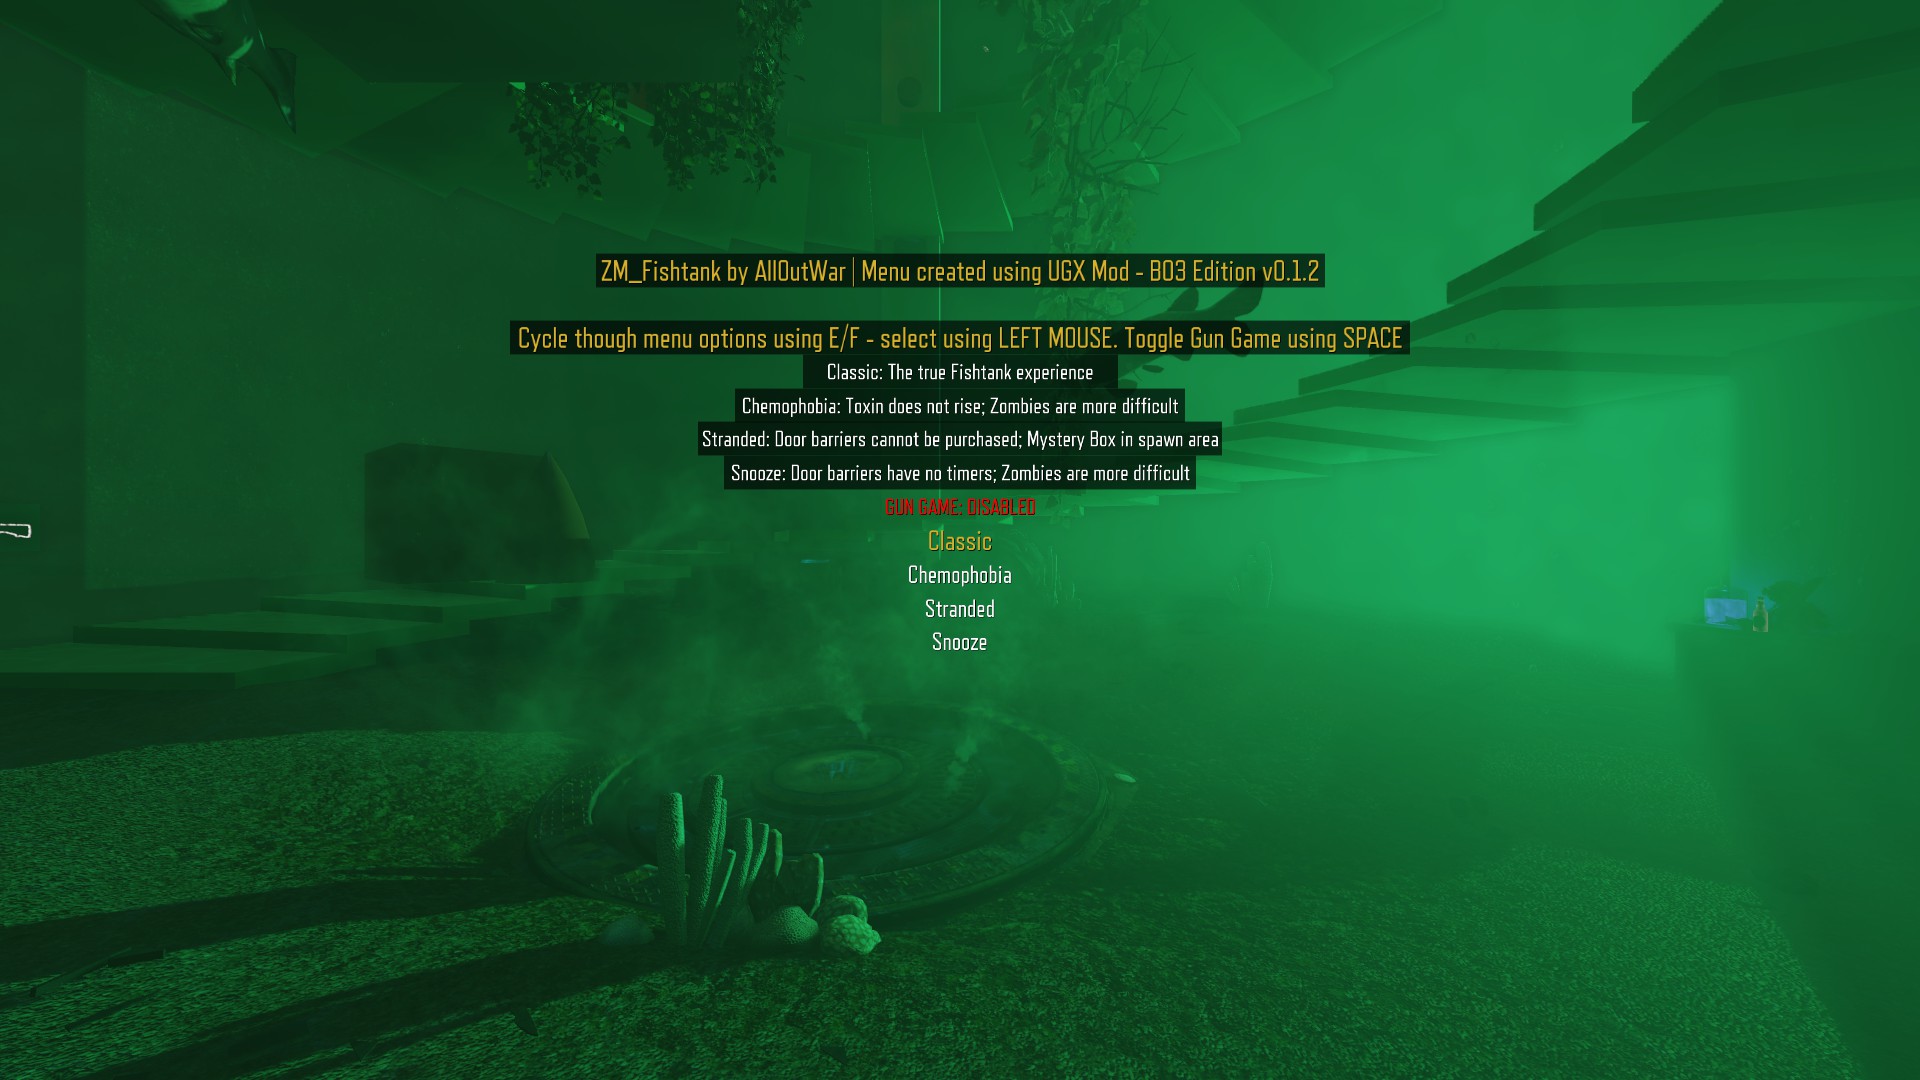 ZM_Fishtank by AllOutWar | Menu created using UGX Mod - BO3 Edition v0.1.2
Cycle though menu options using E/F - select using LEFT MOUSE. Toggle Gun Game using SPACE
Classic: The true Fishtank experience
Chemophobia: Toxin does not rise; Zombies are more difficult
Stranded: Door barriers cannot be purchased; Mystery Box in spawn area
Snooze: Door barriers have no timers; Zombies are more difficult
GUN GAME: DISABLED
Classic
Chemophobia
Stranded
Snooze